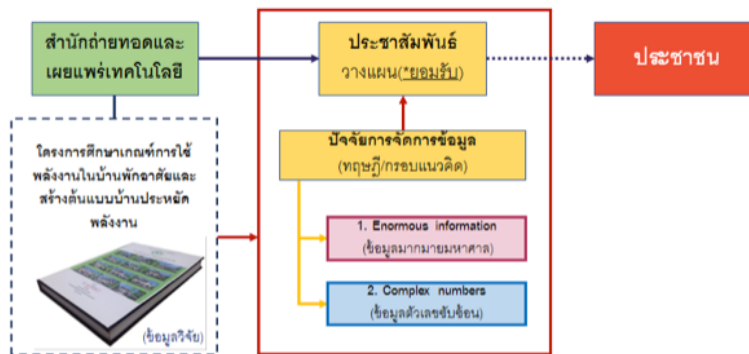 สำนักถ่ายทอดและ
เผยแพร่เทคโนโลยี
ประชาสัมพันธ์
วางแผน(*ยอมรับ)
ประชาชน
โครงการศึกษาเกณฑ์การใช้
พลังงานในบ้านพักอาศัยและ
สร้างต้นแบบบ้านประหยัด
พลังงาน
(ข้อมูลวิจัย)
ปัจจัยการจัดการข้อมูล
(ทฤษฎี/กรอบแนวคิด)
1. Enormous information
(ข้อมูลมากมายมหาศาล)
2. Complex numbers
(ข้อมูลตัวเลขซับซ้อน)